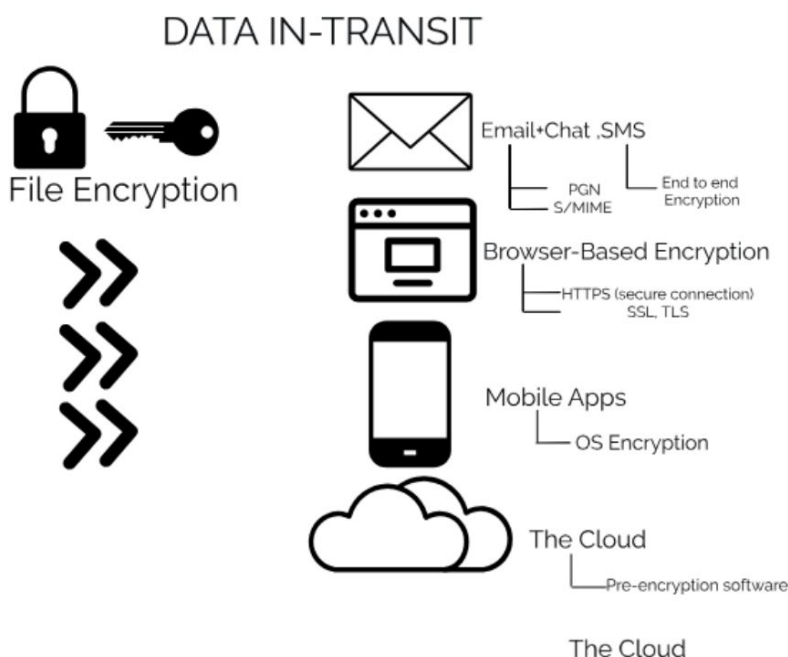 DATA IN-TRANSIT
File Encryption
Email+Chat ,SMS
PGN
S/MIME
End to end
Encryption
Browser-Based Encryption
HTTPS (secure connection)
SSL, TLS
Mobile Apps
OS Encryption
The Cloud
Pre-encryption software
The Cloud